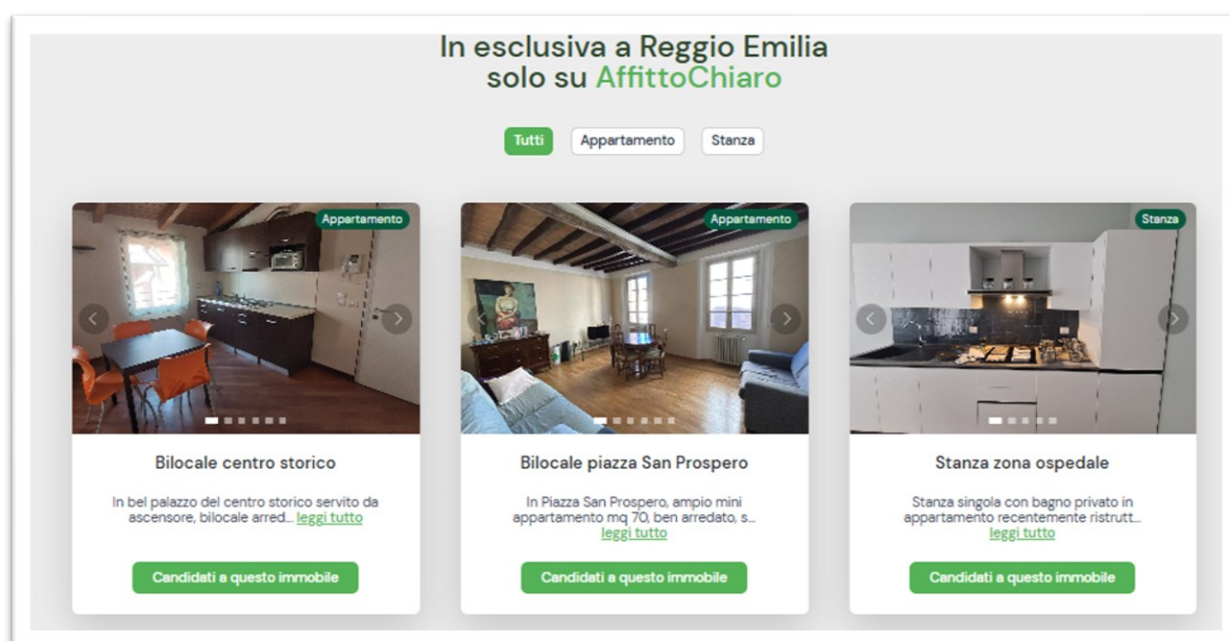 In esclusiva a Reggio Emilia
solo su AffittoChiaro
Tutti
Appartamento
Stanza
Appartamento
Bilocale centro storico
In bel palazzo del centro storico servito da
ascensore, bilocale arred... leggi tutto
Candidati a questo immobile
Appartamento
Bilocale piazza San Prospero
In Piazza San Prospero, ampio mini
appartamento mq 70, ben arredato, s...
leggi tutto
Candidati a questo immobile
Stanza
Stanza zona ospedale
Stanza singola con bagno privato in
appartamento recentemente ristrutt...
leggi tutto
Candidati a questo immobile